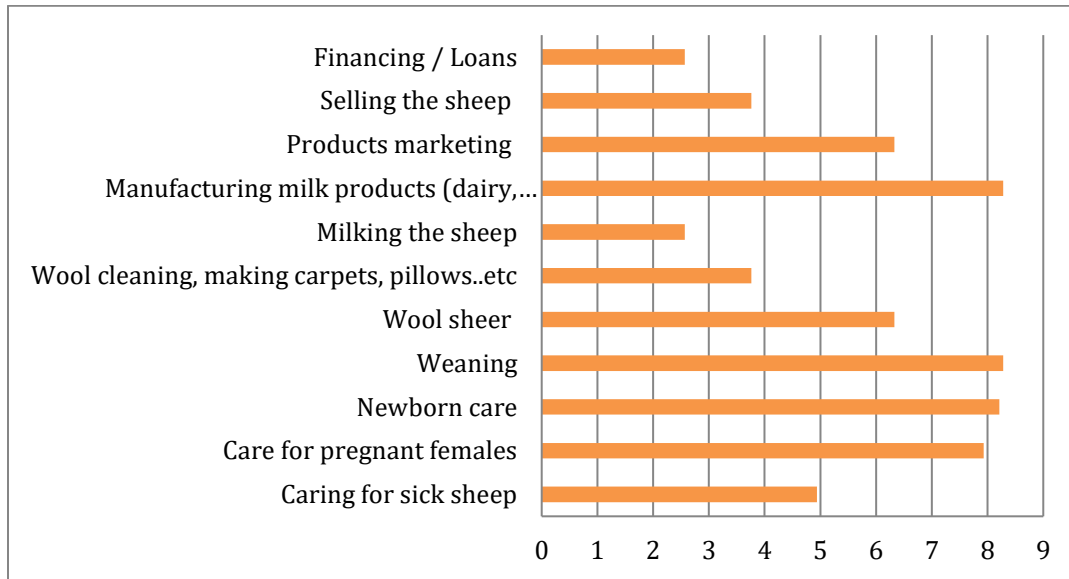 Financing / Loans
Selling the sheep
Products marketing
Manufacturing milk products (dairy,...
Milking the sheep
Wool cleaning, making carpets, pillows..etc
Wool sheer
Weaning
Newborn care
Care for pregnant females
Caring for sick sheep
0 1 2 3 4 5 6 7 8 9